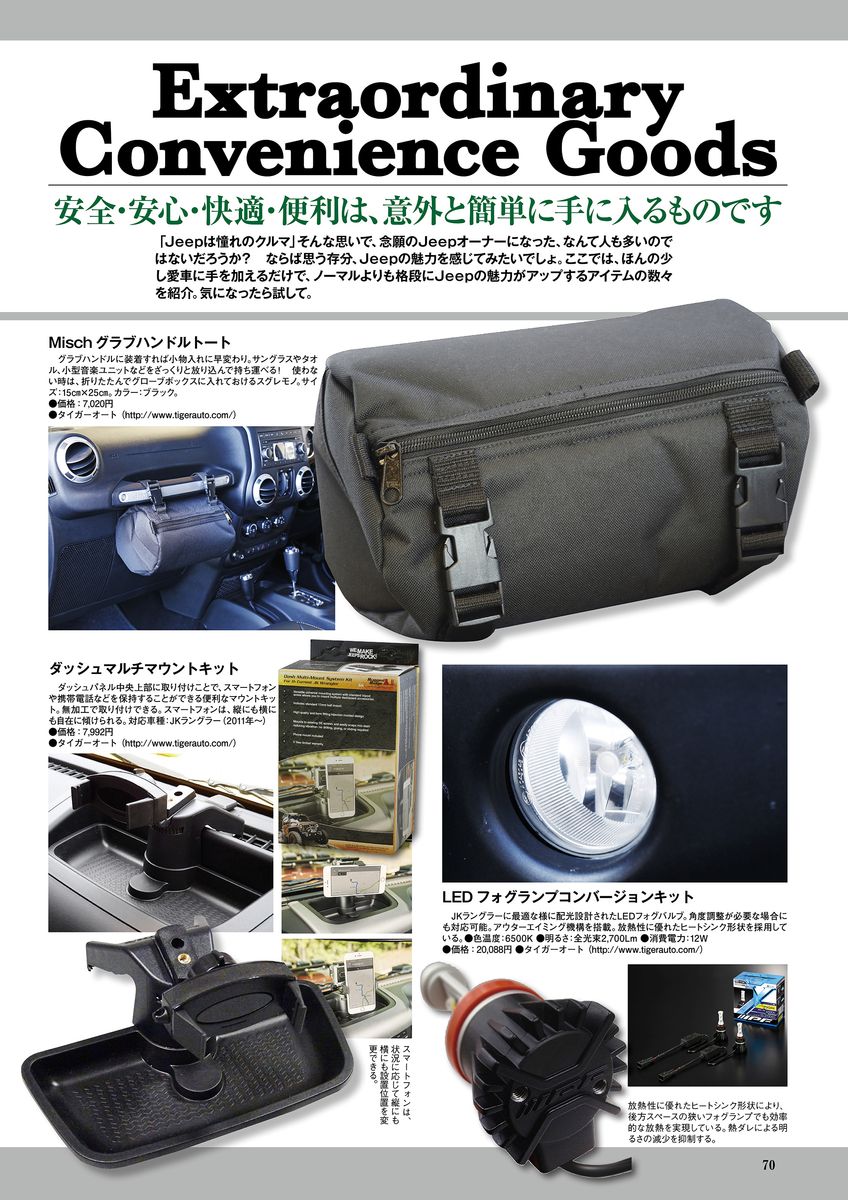 Extraordinary
Convenience Goods
安全・安心・快適・便利は、意外と簡単に手に入るものです
「Jeepは憧れのクルマ」そんな思いで、念願のJeepオーナーになった、なんて人も多いので
はないだろうか？　ならば思う存分、Jeepの魅力を感じてみたいでしょ。ここでは、ほんの少
し愛車に手を加えるだけで、ノーマルよりも格段にJeepの魅力がアップするアイテムの数々
を紹介。気になったら試して。
Misch グラブハンドルトート
グラブハンドルに装着すれば小物入れに早変わり。サングラスやタオ
ル、小型音楽ユニットなどをざっくりと放り込んで持ち運べる！　使わな
い時は、折りたたんでグローブボックスに入れておけるスグレモノ。サイ
ズ：15㎝×25㎝。カラー：ブラック。
●価格：7,020円
●タイガーオート（http://www.tigerauto.com/）
ダッシュマルチマウントキット
ダッシュパネル中央上部に取り付けことで、スマートフォン
や携帯電話などを保持することができる便利なマウントキッ
ト。無加工で取り付けできる。スマートフォンは、縦にも横に
も自在に傾けられる。対応車種：JKラングラー（2011年〜）
●価格：7,992円
●タイガーオート（http://www.tigerauto.com/）
WE MAKE
JEEPS ROCK!
Dash Multi-Mount System Kit
For 11-Current JK Wrangler
スマートフォンは、
状況に応じて縦にも
横にも設置位置を変
更できる。
LED フォグランプコンバージョンキット
JKラングラーに最適な様に配光設計されたLEDフォグバルブ。角度調整が必要な場合に
も対応可能。アウターエイミング機構を搭載。放熱性に優れたヒートシンク形状を採用して
いる。●色温度：6500K ●明るさ：全光束2,700Lm ●消費電力：12W
●価格：20,088円 ●タイガーオート（http://www.tigerauto.com/）
IPF
放熱性に優れたヒートシンク形状により、
後方スペースの狭いフォグランプでも効率
的な放熱を実現している。熱ダレによる明
るさの減少を抑制する。
70